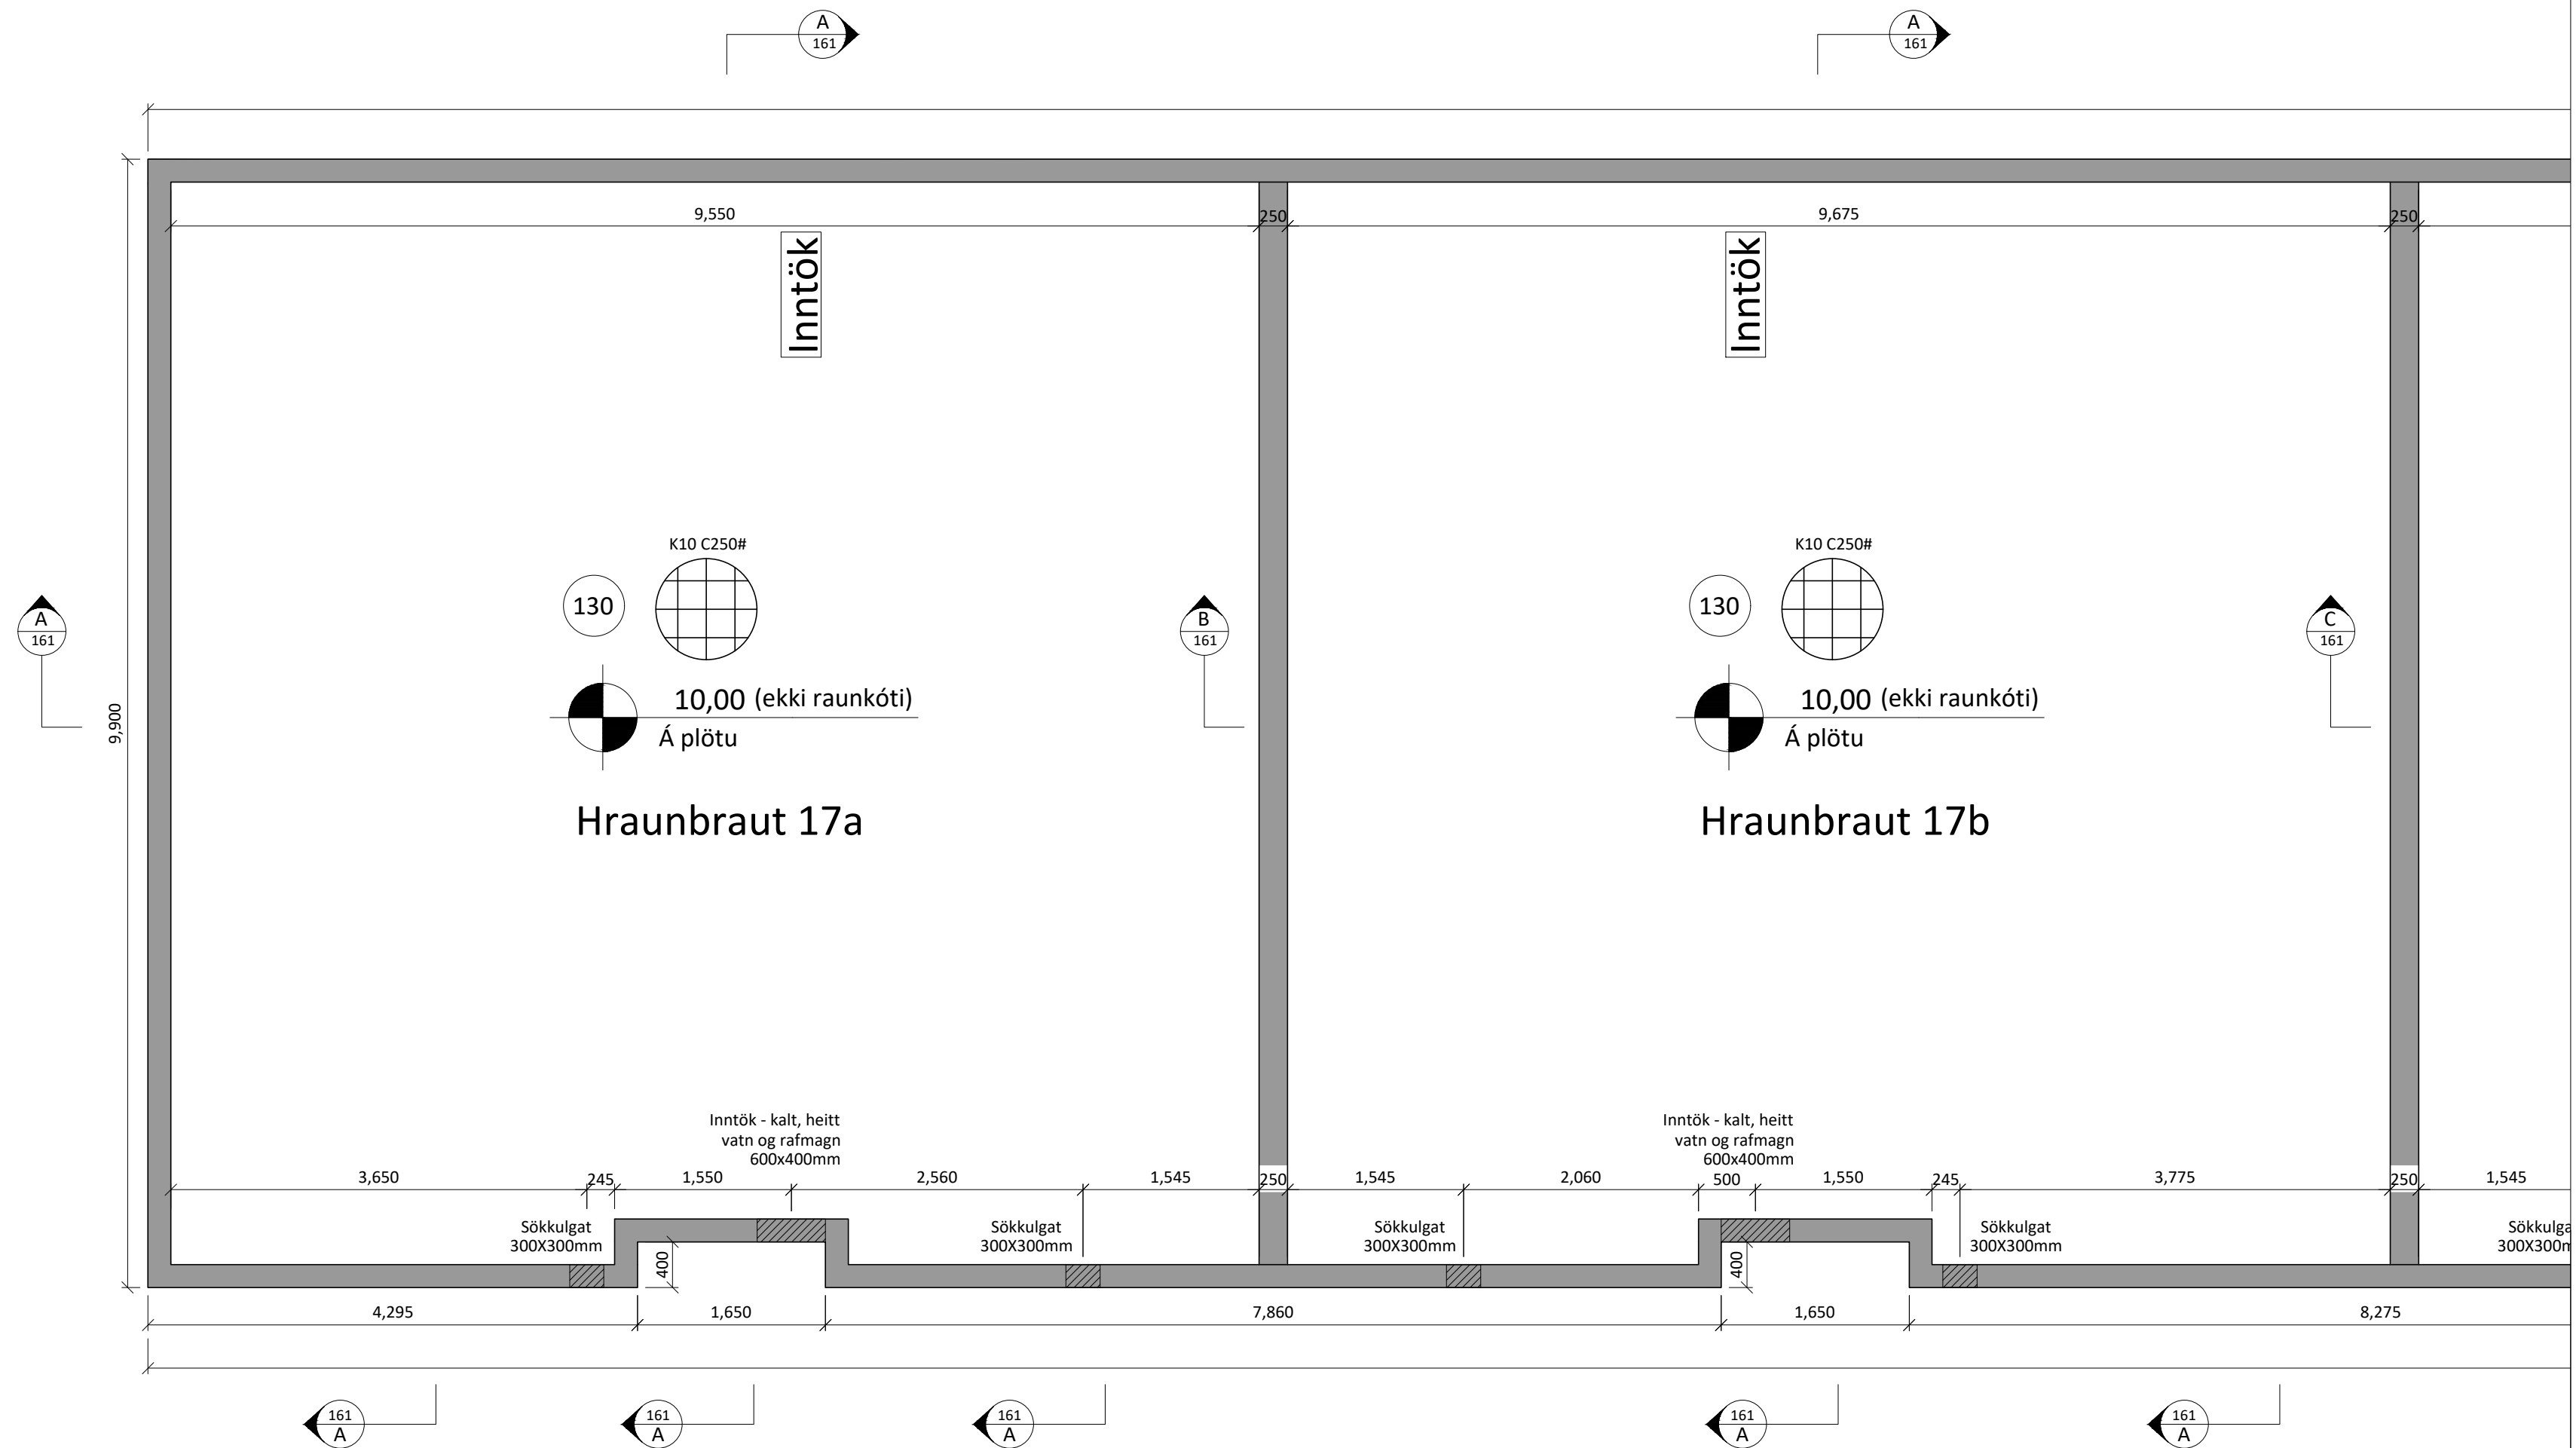 A
161
A
161
9,550
250
9,675
250
Inntök
Inntök
K10 C250#
130
K10 C250#
130
A
161
B
161
C
161
10,00 (ekki raunkóti)
Á plötu
10,00 (ekki raunkóti)
Á plötu
9,900
Hraunbraut 17a
Hraunbraut 17b
Inntök - kalt, heitt
vatn og rafmagn
600x400mm
Inntök - kalt, heitt
vatn og rafmagn
600x400mm
3,650
245
1,550
2,560
1,545
250
1,545
2,060
500
1,550
245
3,775
250
1,545
Sökkulgat
300X300mm
Sökkulgat
300X300mm
Sökkulgat
300X300mm
Sökkulgat
300X300mm
400
400
4,295
1,650
7,860
1,650
8,275
161
A
161
A
161
A
161
A
161
A